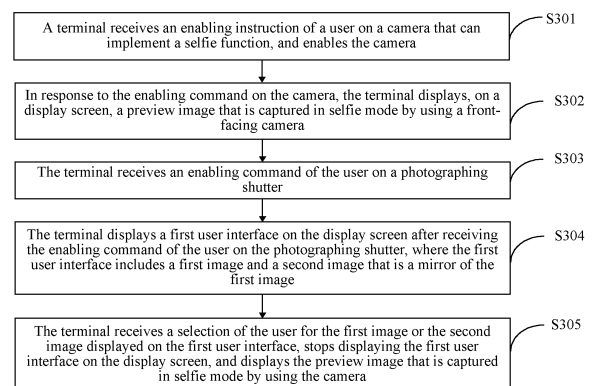 A terminal receives an enabling instruction of a user on a camera that can
implement a selfie function, and enables the camera
S301
In response to the enabling command on the camera, the terminal displays, on a
display screen, a preview image that is captured in selfie mode by using a front-
facing camera
S302
The terminal receives an enabling command of the user on a photographing
shutter
S303
The terminal displays a first user interface on the display screen after receiving
the enabling command of the user on the photographing shutter, where the first
user interface includes a first image and a second image that is a mirror of the
first image
S304
The terminal receives a selection of the user for the first image or the second
image displayed on the first user interface, stops displaying the first user
interface on the display screen, and displays the preview image that is captured
in selfie mode by using the camera
S305